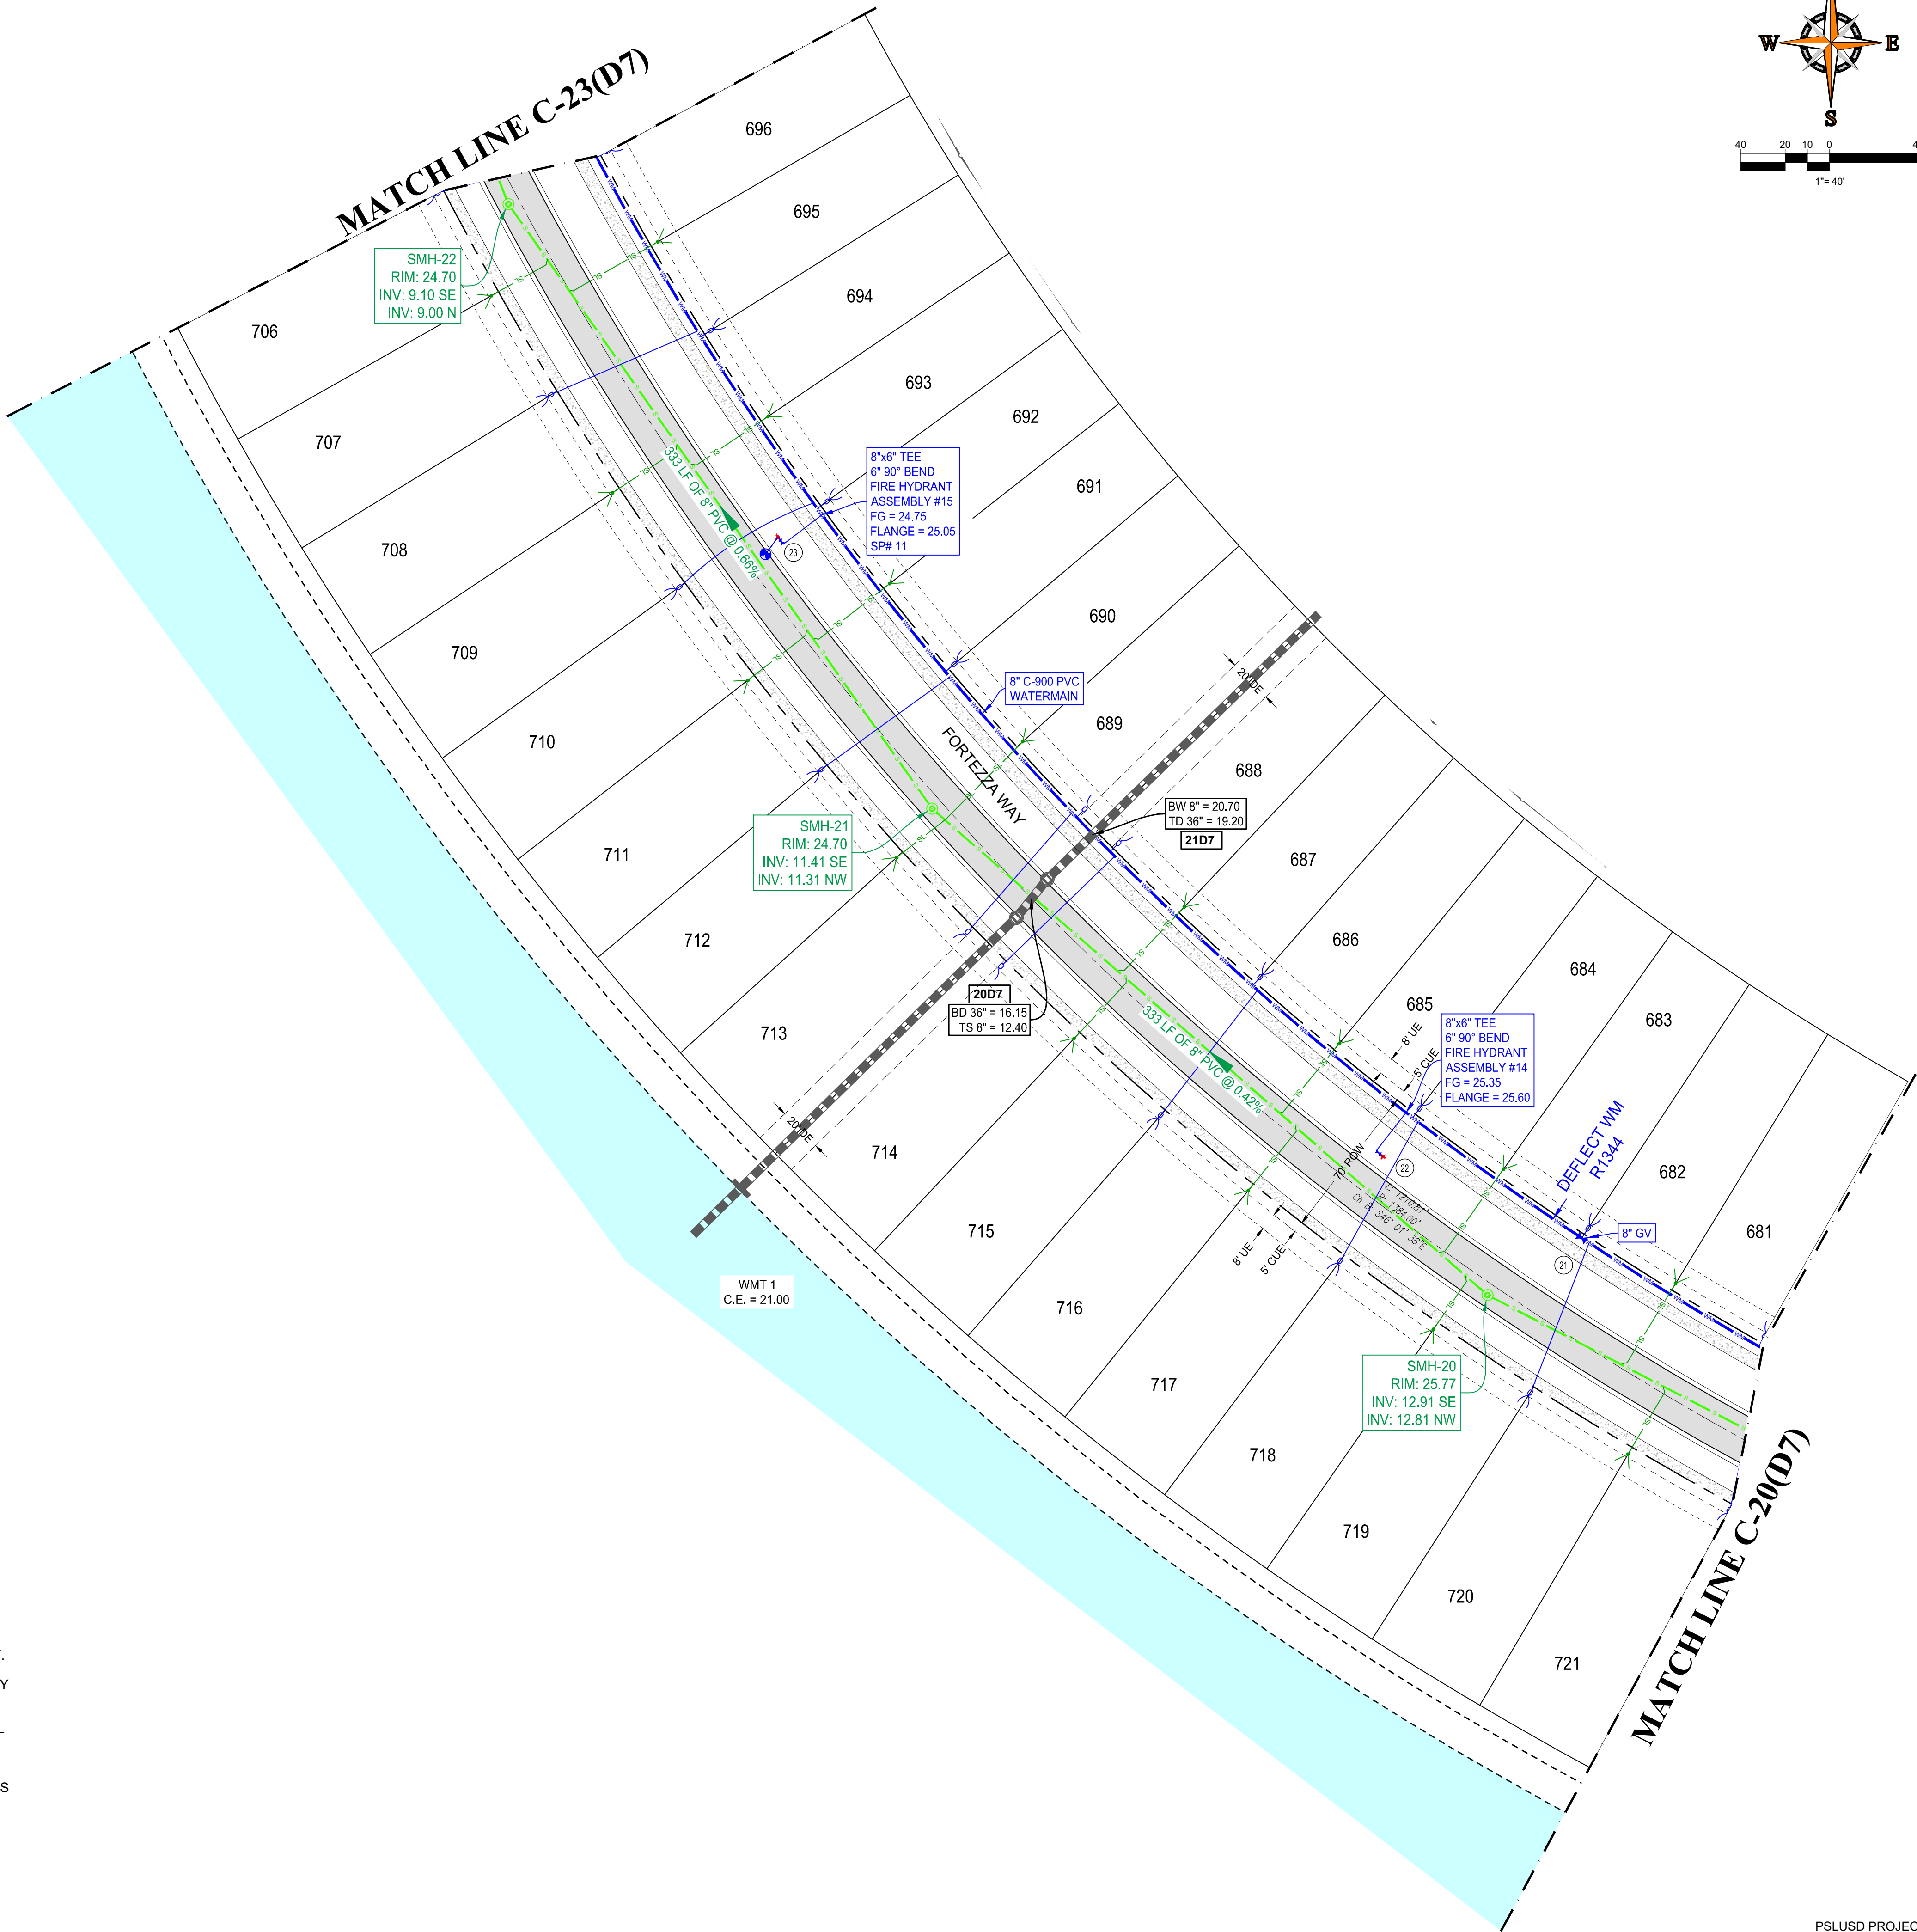 W
E
S
40 20 10 0 4
1"= 40'
MATCH LINE C-23(D7)
696
695
694
693
692
691
690
689
688
687
686
685
684
683
682
681
706
707
708
709
710
711
712
713
714
715
716
717
718
719
720
721
SMH-22
RIM: 24.70
INV: 9.10 SE
INV: 9.00 N
333 LF OF 8" PVC @ 0.66%
8"x6" TEE
6" 90° BEND
FIRE HYDRANT
ASSEMBLY #15
FG = 24.75
FLANGE = 25.05
SP# 11
23
8" C-900 PVC
WATERMAIN
FORTEZZA WAY
20' DE
SMH-21
RIM: 24.70
INV: 11.41 SE
INV: 11.31 NW
BW 8" = 20.70
TD 36" = 19.20
21D7
20D7
BD 36" = 16.15
TS 8" = 12.40
333 LF OF 8" PVC @ 0.42%
20' DE
8' UE
5' CUE
8"x6" TEE
6" 90° BEND
FIRE HYDRANT
ASSEMBLY #14
FG = 25.35
FLANGE = 25.60
22
70' ROW
L: 1210.81'
R: 1384.00'
Ch B: S46° 01' 38"E
8' UE
5' CUE
DEFLECT WM
R1344
8" GV
21
WMT 1
C.E. = 21.00
SMH-20
RIM: 25.77
INV: 12.91 SE
INV: 12.81 NW
MATCH LINE C-20(D7)
Y
S
PSLUSD PROJEC